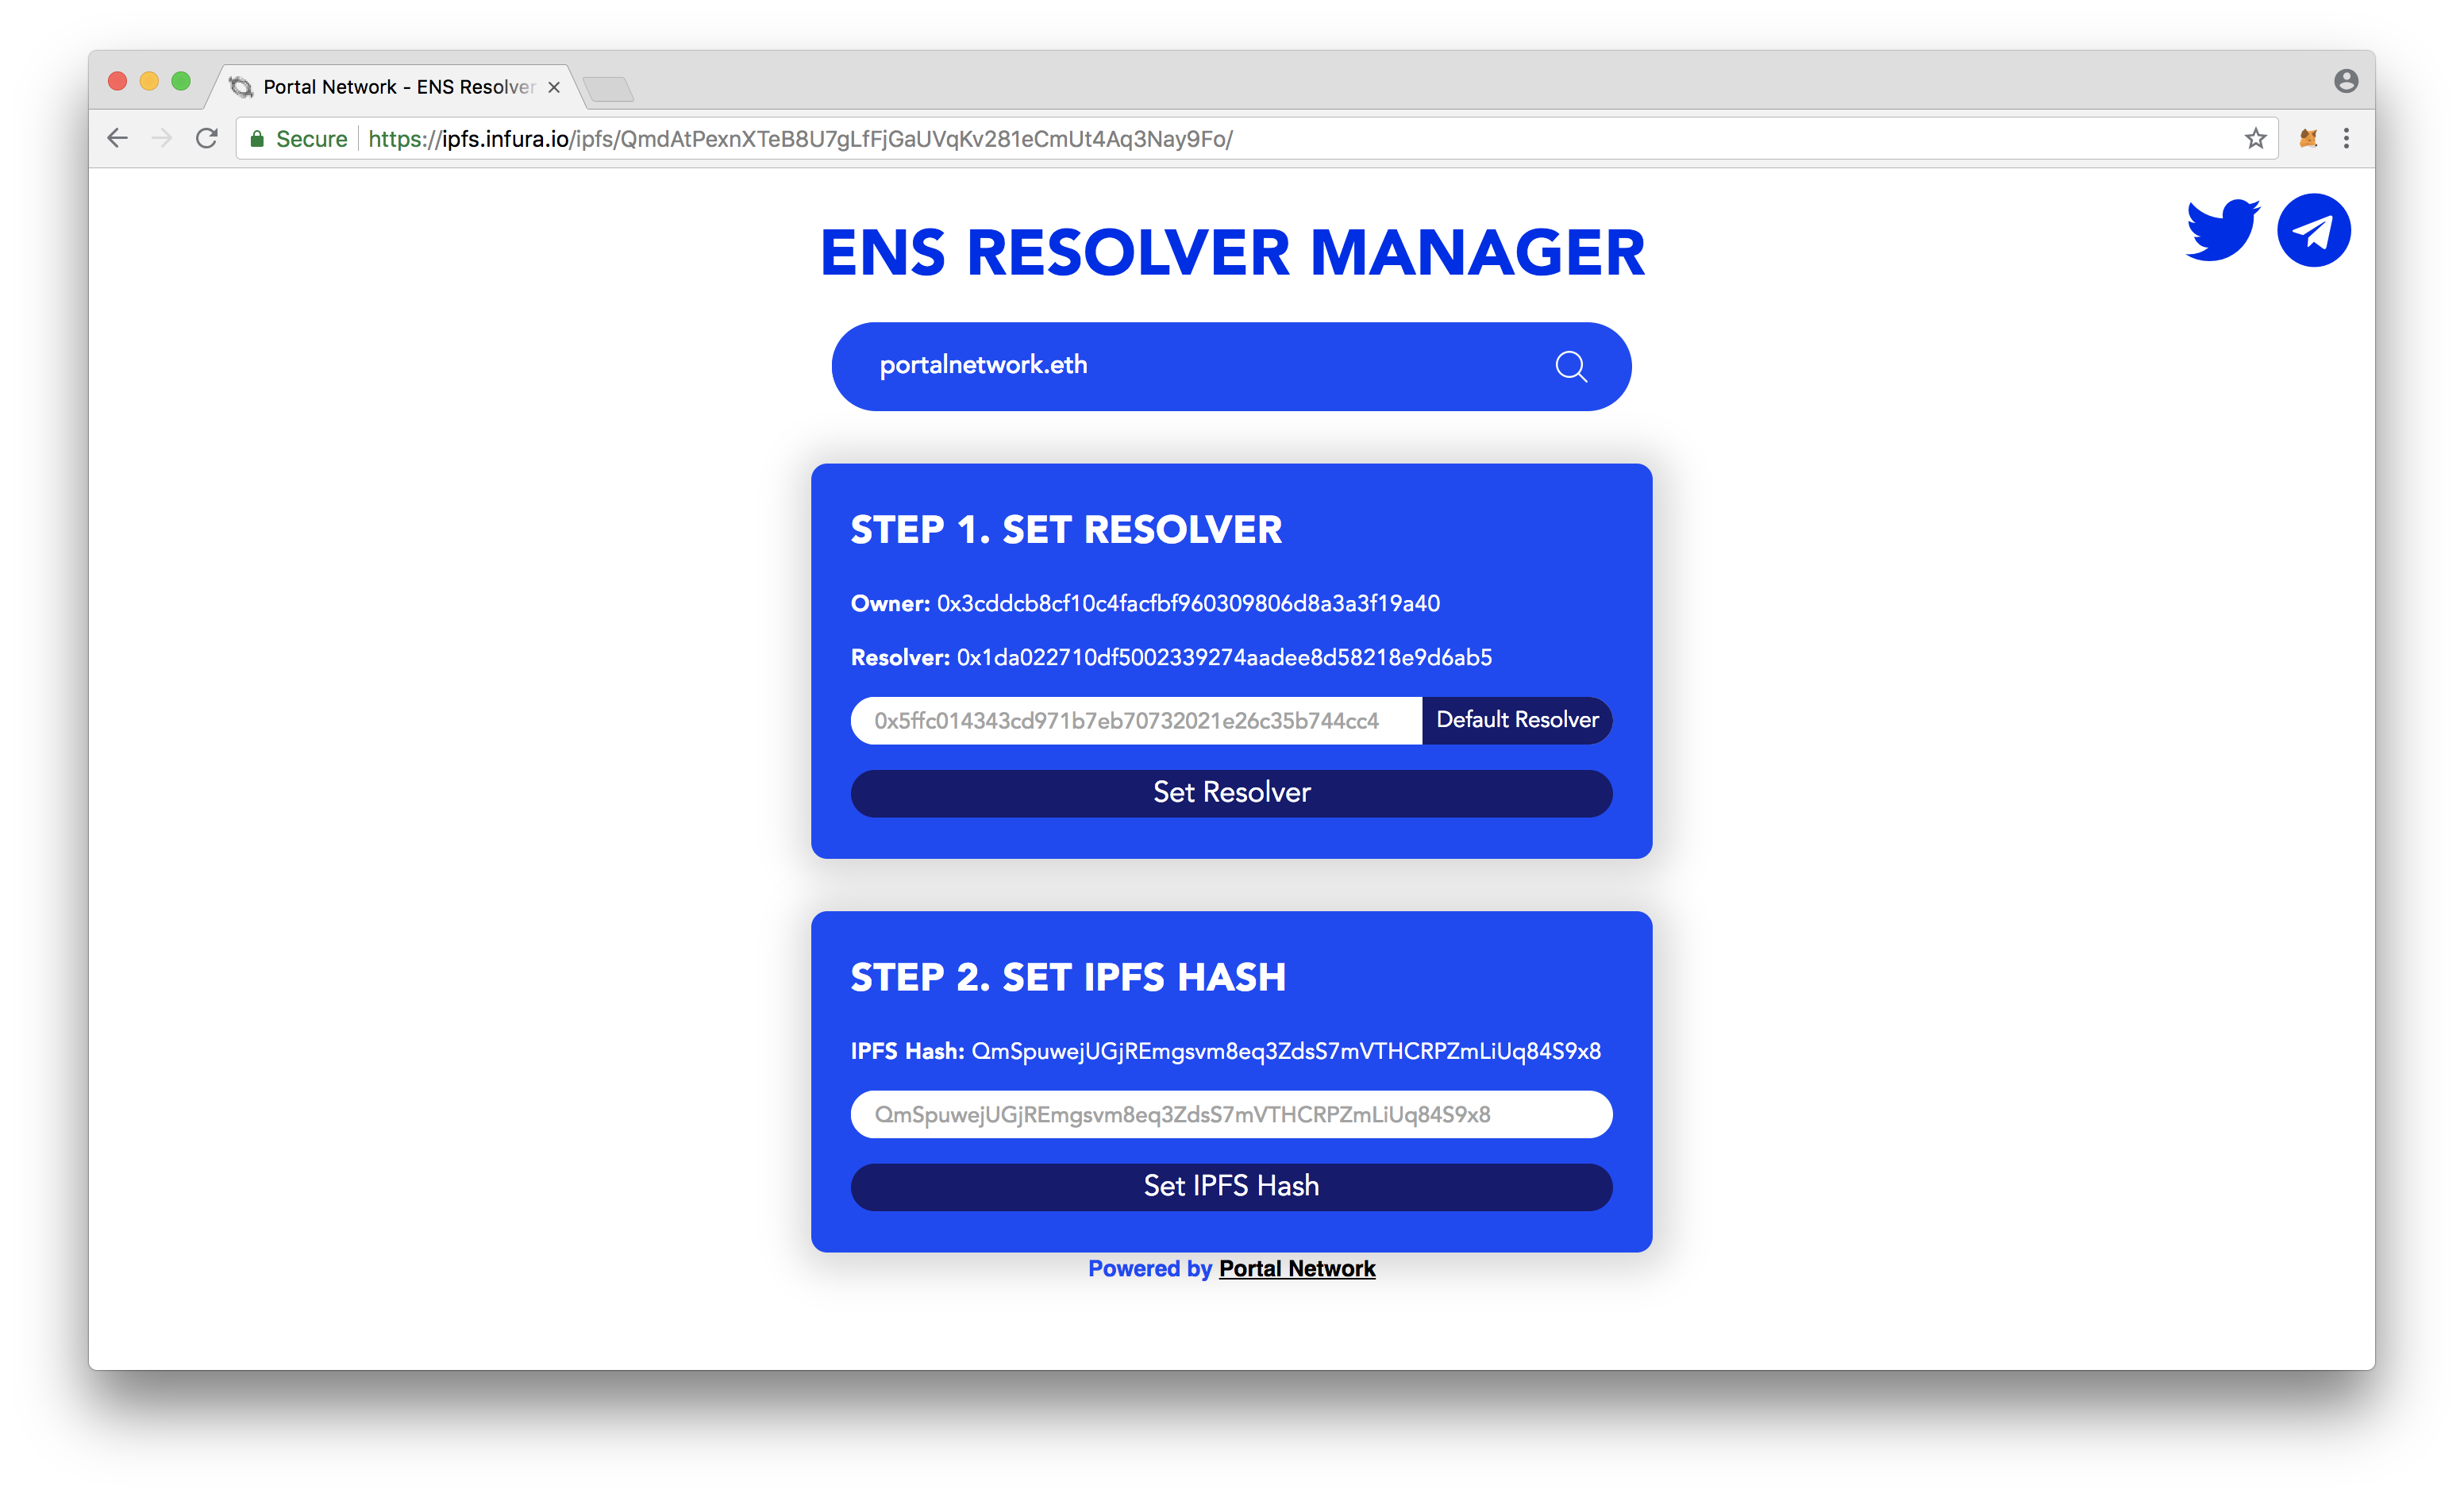 Portal Network - ENS Resolver
Secure https://ipfs.infura.io/ipfs/QmdAtPexnXTeB8U7gLfFjGaUVqKv281eCmUt4Aq3Nay9Fo/
ENS RESOLVER MANAGER
portalnetwork.eth
STEP 1. SET RESOLVER
Owner: 0x3cddcb8cf10c4facfbf960309806d8a3a3f19a40
Resolver: 0x1da022710df5002339274aadee8d58218e9d6ab5
0x5ffc014343cd971b7eb70732021e26c35b744cc4 Default Resolver
Set Resolver
STEP 2. SET IPFS HASH
IPFS Hash: QmSpuwejUGjREmgsvm8eq3ZdsS7mVTHCRPZmLiUq84S9x8
QmSpuwejUGjREmgsvm8eq3ZdsS7mVTHCRPZmLiUq84S9x8
Set IPFS Hash
Powered by Portal Network